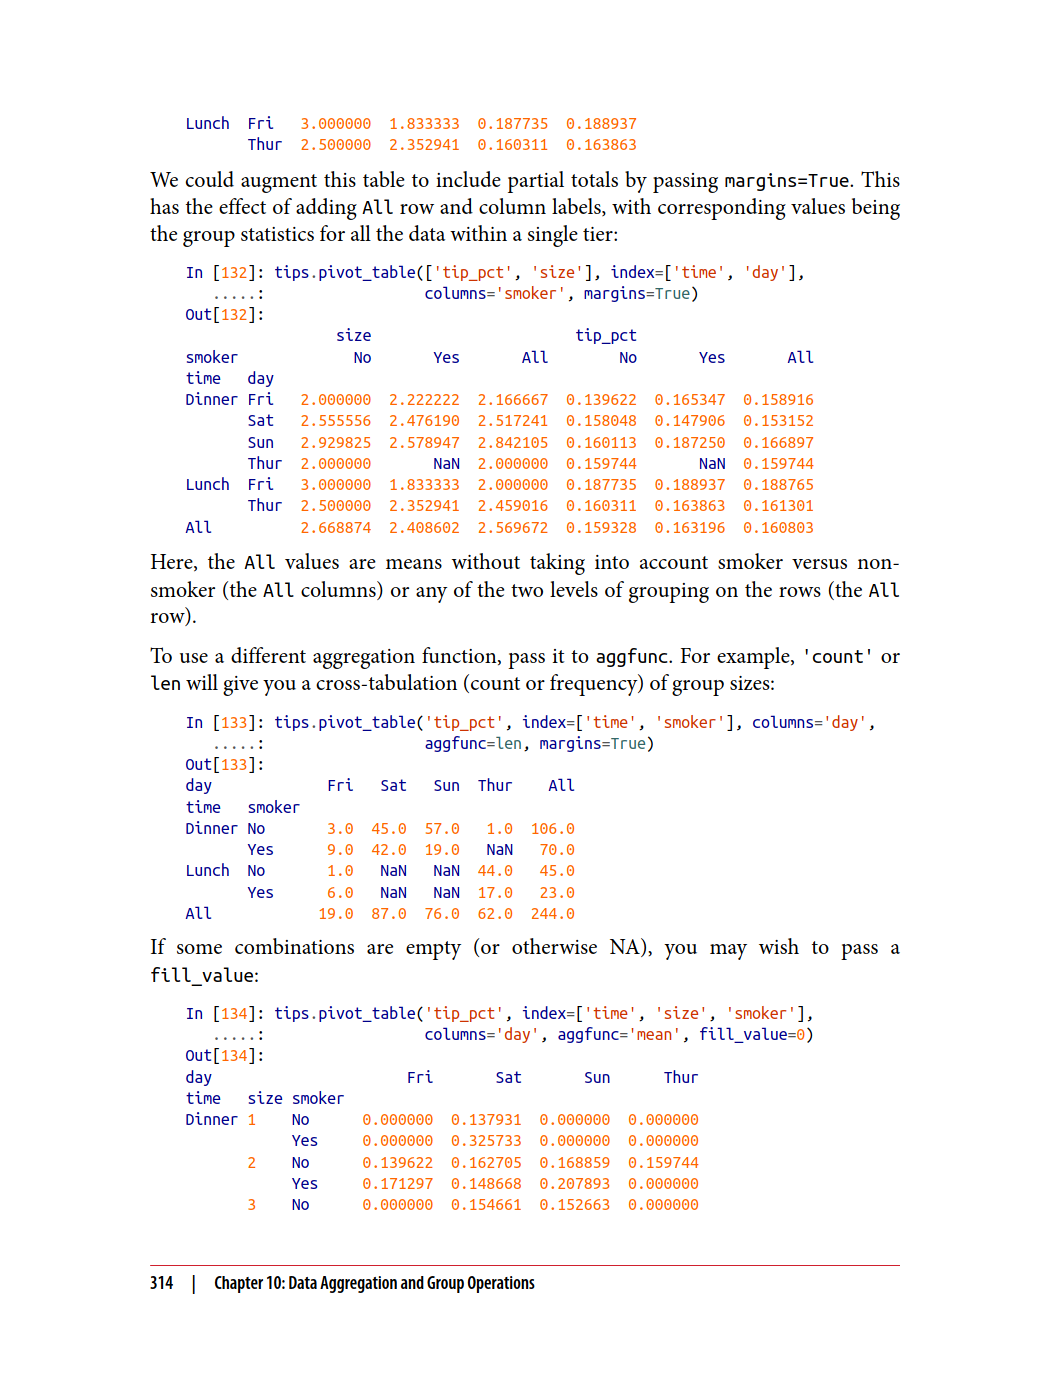 Lunch  Fri   3.000000  1.833333  0.187735  0.188937
       Thur  2.500000  2.352941  0.160311  0.163863
We could augment this table to include partial totals by passing margins=True. This
has the effect of adding All row and column labels, with corresponding values being
the group statistics for all the data within a single tier:
In [132]: tips.pivot_table(['tip_pct', 'size'], index=['time', 'day'],
   .....:                  columns='smoker', margins=True)
Out[132]:
                 size                       tip_pct
smoker             No       Yes       All        No       Yes       All
time   day
Dinner Fri   2.000000  2.222222  2.166667  0.139622  0.165347  0.158916
       Sat   2.555556  2.476190  2.517241  0.158048  0.147906  0.153152
       Sun   2.929825  2.578947  2.842105  0.160113  0.187250  0.166897
       Thur  2.000000       NaN  2.000000  0.159744       NaN  0.159744
Lunch  Fri   3.000000  1.833333  2.000000  0.187735  0.188937  0.188765
       Thur  2.500000  2.352941  2.459016  0.160311  0.163863  0.161301
All          2.668874  2.408602  2.569672  0.159328  0.163196  0.160803
Here, the All values are means without taking into account smoker versus non-
smoker (the All columns) or any of the two levels of grouping on the rows (the All
row).
To use a different aggregation function, pass it to aggfunc. For example, 'count' or
len will give you a cross-tabulation (count or frequency) of group sizes:
In [133]: tips.pivot_table('tip_pct', index=['time', 'smoker'], columns='day',
   .....:                  aggfunc=len, margins=True)
Out[133]:
day             Fri   Sat   Sun  Thur    All
time   smoker
Dinner No       3.0  45.0  57.0   1.0  106.0
       Yes      9.0  42.0  19.0   NaN   70.0
Lunch  No       1.0   NaN   NaN  44.0   45.0
       Yes      6.0   NaN   NaN  17.0   23.0
All            19.0  87.0  76.0  62.0  244.0
If some combinations are empty (or otherwise NA), you may wish to pass a
fill_value:
In [134]: tips.pivot_table('tip_pct', index=['time', 'size', 'smoker'],
   .....:                  columns='day', aggfunc='mean', fill_value=0)
Out[134]:
day                      Fri       Sat       Sun      Thur
time   size smoker
Dinner 1    No      0.000000  0.137931  0.000000  0.000000
            Yes     0.000000  0.325733  0.000000  0.000000
       2    No      0.139622  0.162705  0.168859  0.159744
            Yes     0.171297  0.148668  0.207893  0.000000
       3    No      0.000000  0.154661  0.152663  0.000000
314 | Chapter 10: Data Aggregation and Group Operations